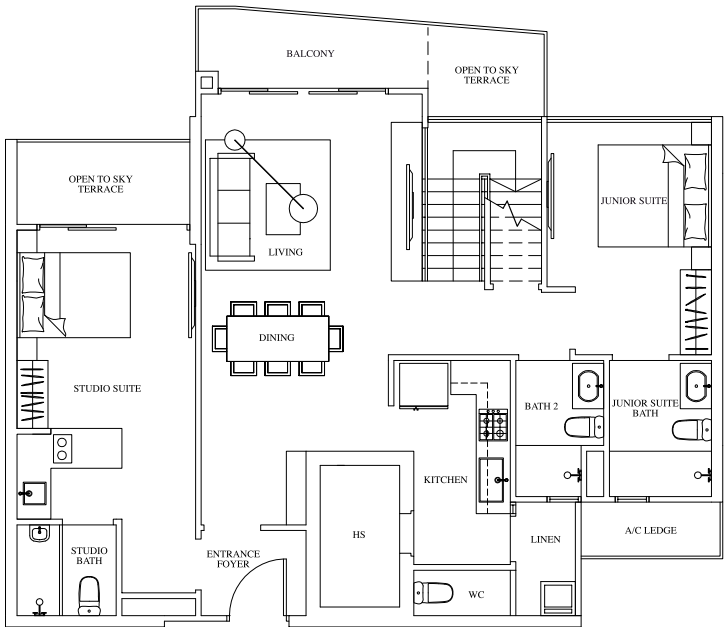 BALCONY
OPEN TO SKY
TERRACE
OPEN TO SKY
TERRACE
JUNIOR SUITE
LIVING
DINING
STUDIO SUITE
BATH 2
JUNIOR SUITE
BATH
KITCHEN
HS
LINEN
A/C LEDGE
STUDIO
BATH
ENTRANCE
FOYER
WC